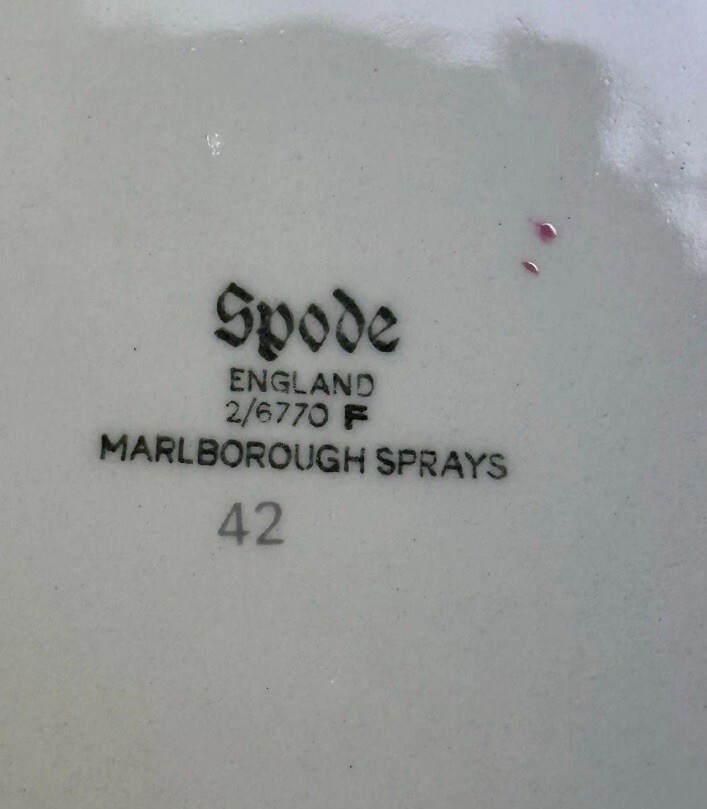 Spode
ENGLAND
2/6770 F
MARLBOROUGH SPRAYS
42